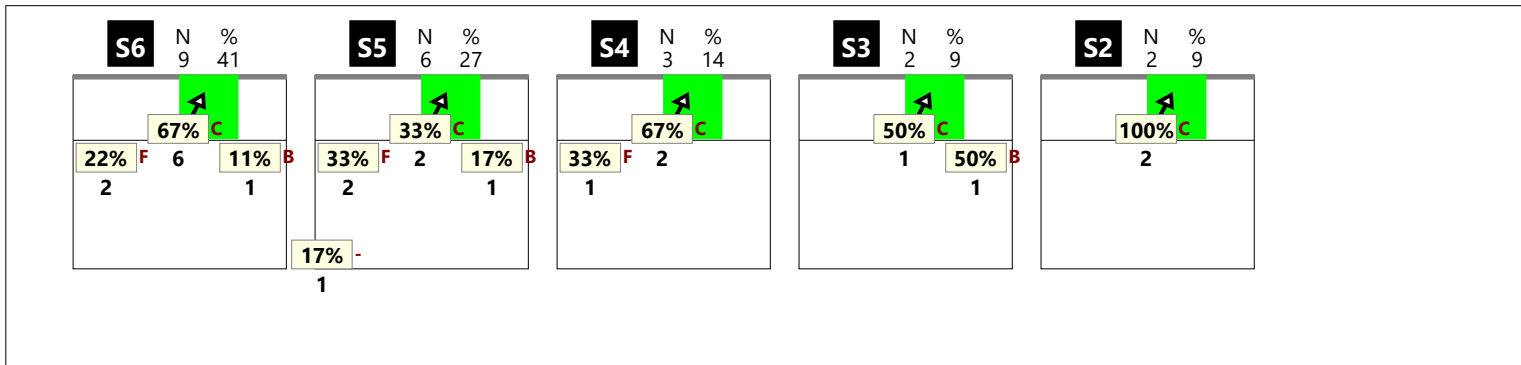 S6 N % 9 41
67% C
22% F 6 11% B
2 1
S5 N % 6 27
33% C
33% F 2 17% B
2 1
17% -
1
S4 N % 3 14
67% C
33% F 2
1
S3 N % 2 9
50% C
1 50% B
1
S2 N % 2 9
100% C
2